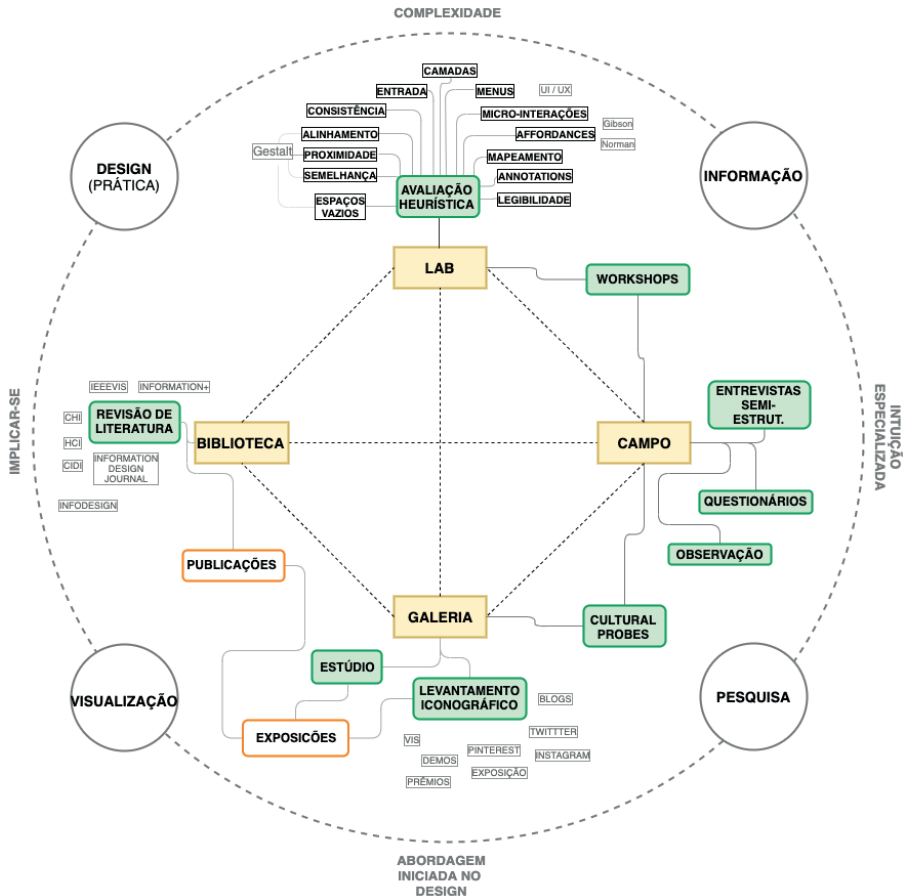 COMPLEXIDADE
CAMADAS
ENTRADA
MENUS
UI / UX
CONSISTÊNCIA
MICRO-INTERAÇÕES
Gibson
ALINHAMENTO
AFFORDANCES
Norman
Gestalt
PROXIMIDADE
MAPEAMENTO
SEMELHANÇA
ANNOTATIONS
AVALIAÇÃO
HEURÍSTICA
ESPAÇOS
VAZIOS
LEGIBILIDADE
DESIGN
(PRÁTICA)
INFORMAÇÃO
LAB
WORKSHOPS
IEEEVIS
INFORMATION+
CHI
REVISÃO DE
LITERATURA
HCI
CIDI
INFORMATION
DESIGN
JOURNAL
INFODESIGN
IMPLICAR-SE
BIBLIOTECA
CAMPO
ENTREVISTAS
SEMI-
ESTRUT.
INTUIÇÃO
ESPECIALIZADA
QUESTIONÁRIOS
OBSERVAÇÃO
PUBLICAÇÕES
GALERIA
CULTURAL
PROBES
ESTÚDIO
LEVANTAMENTO
ICONOGRÁFICO
BLOGS
VISUALIZAÇÃO
PESQUISA
EXPOSICÕES
VIS
TWITTTER
PINTEREST
DEMOS
INSTAGRAM
EXPOSIÇÃO
PRÊMIOS
ABORDAGEM
INICIADA NO
DESIGN